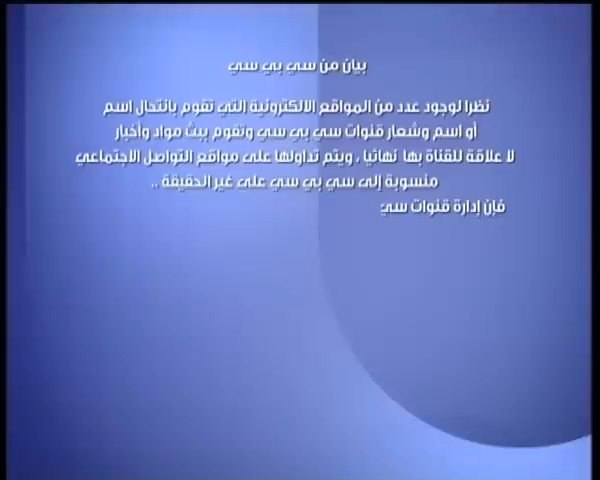 بيان من سي بي سي
نظرا لوجود عدد من المواقع الالكترونية التي تقوم بانتحال اسم
أو اسم وشعار قنوات سي بي سي وتقوم ببث مواد وأخبار
لا علاقة للقناة بها نهائيا ، ويتم تداولها على مواقع التواصل الاجتماعي
منسوبة إلى سي بي سي على غير الحقيقة ..
فإن إدارة قنوات سي